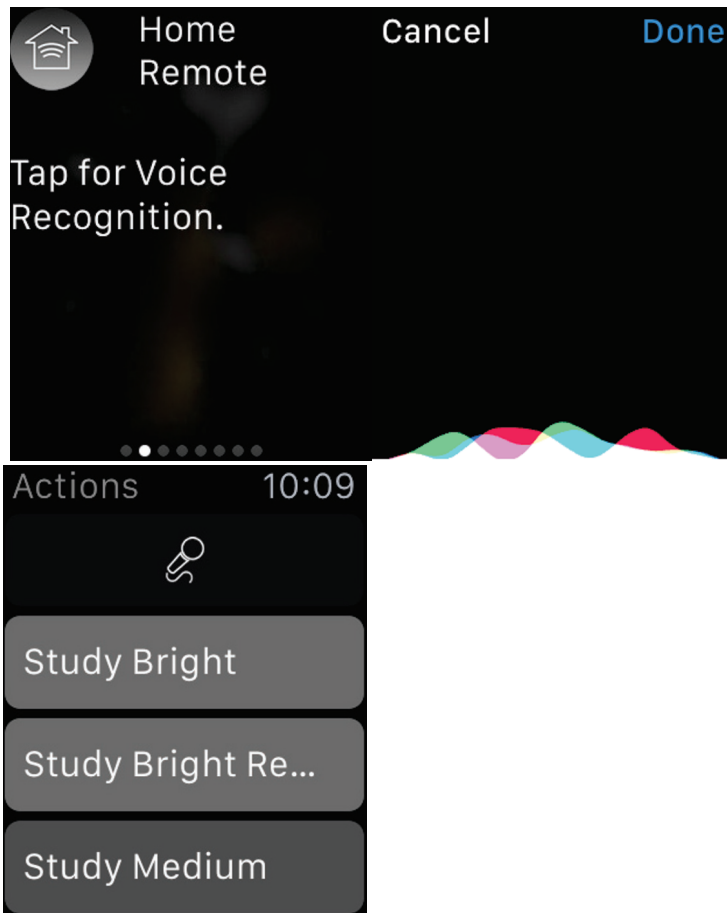 Home
Remote
Tap for Voice
Recognition.
Cancel Done
Actions 10:09
Study Bright
Study Bright Re...
Study Medium